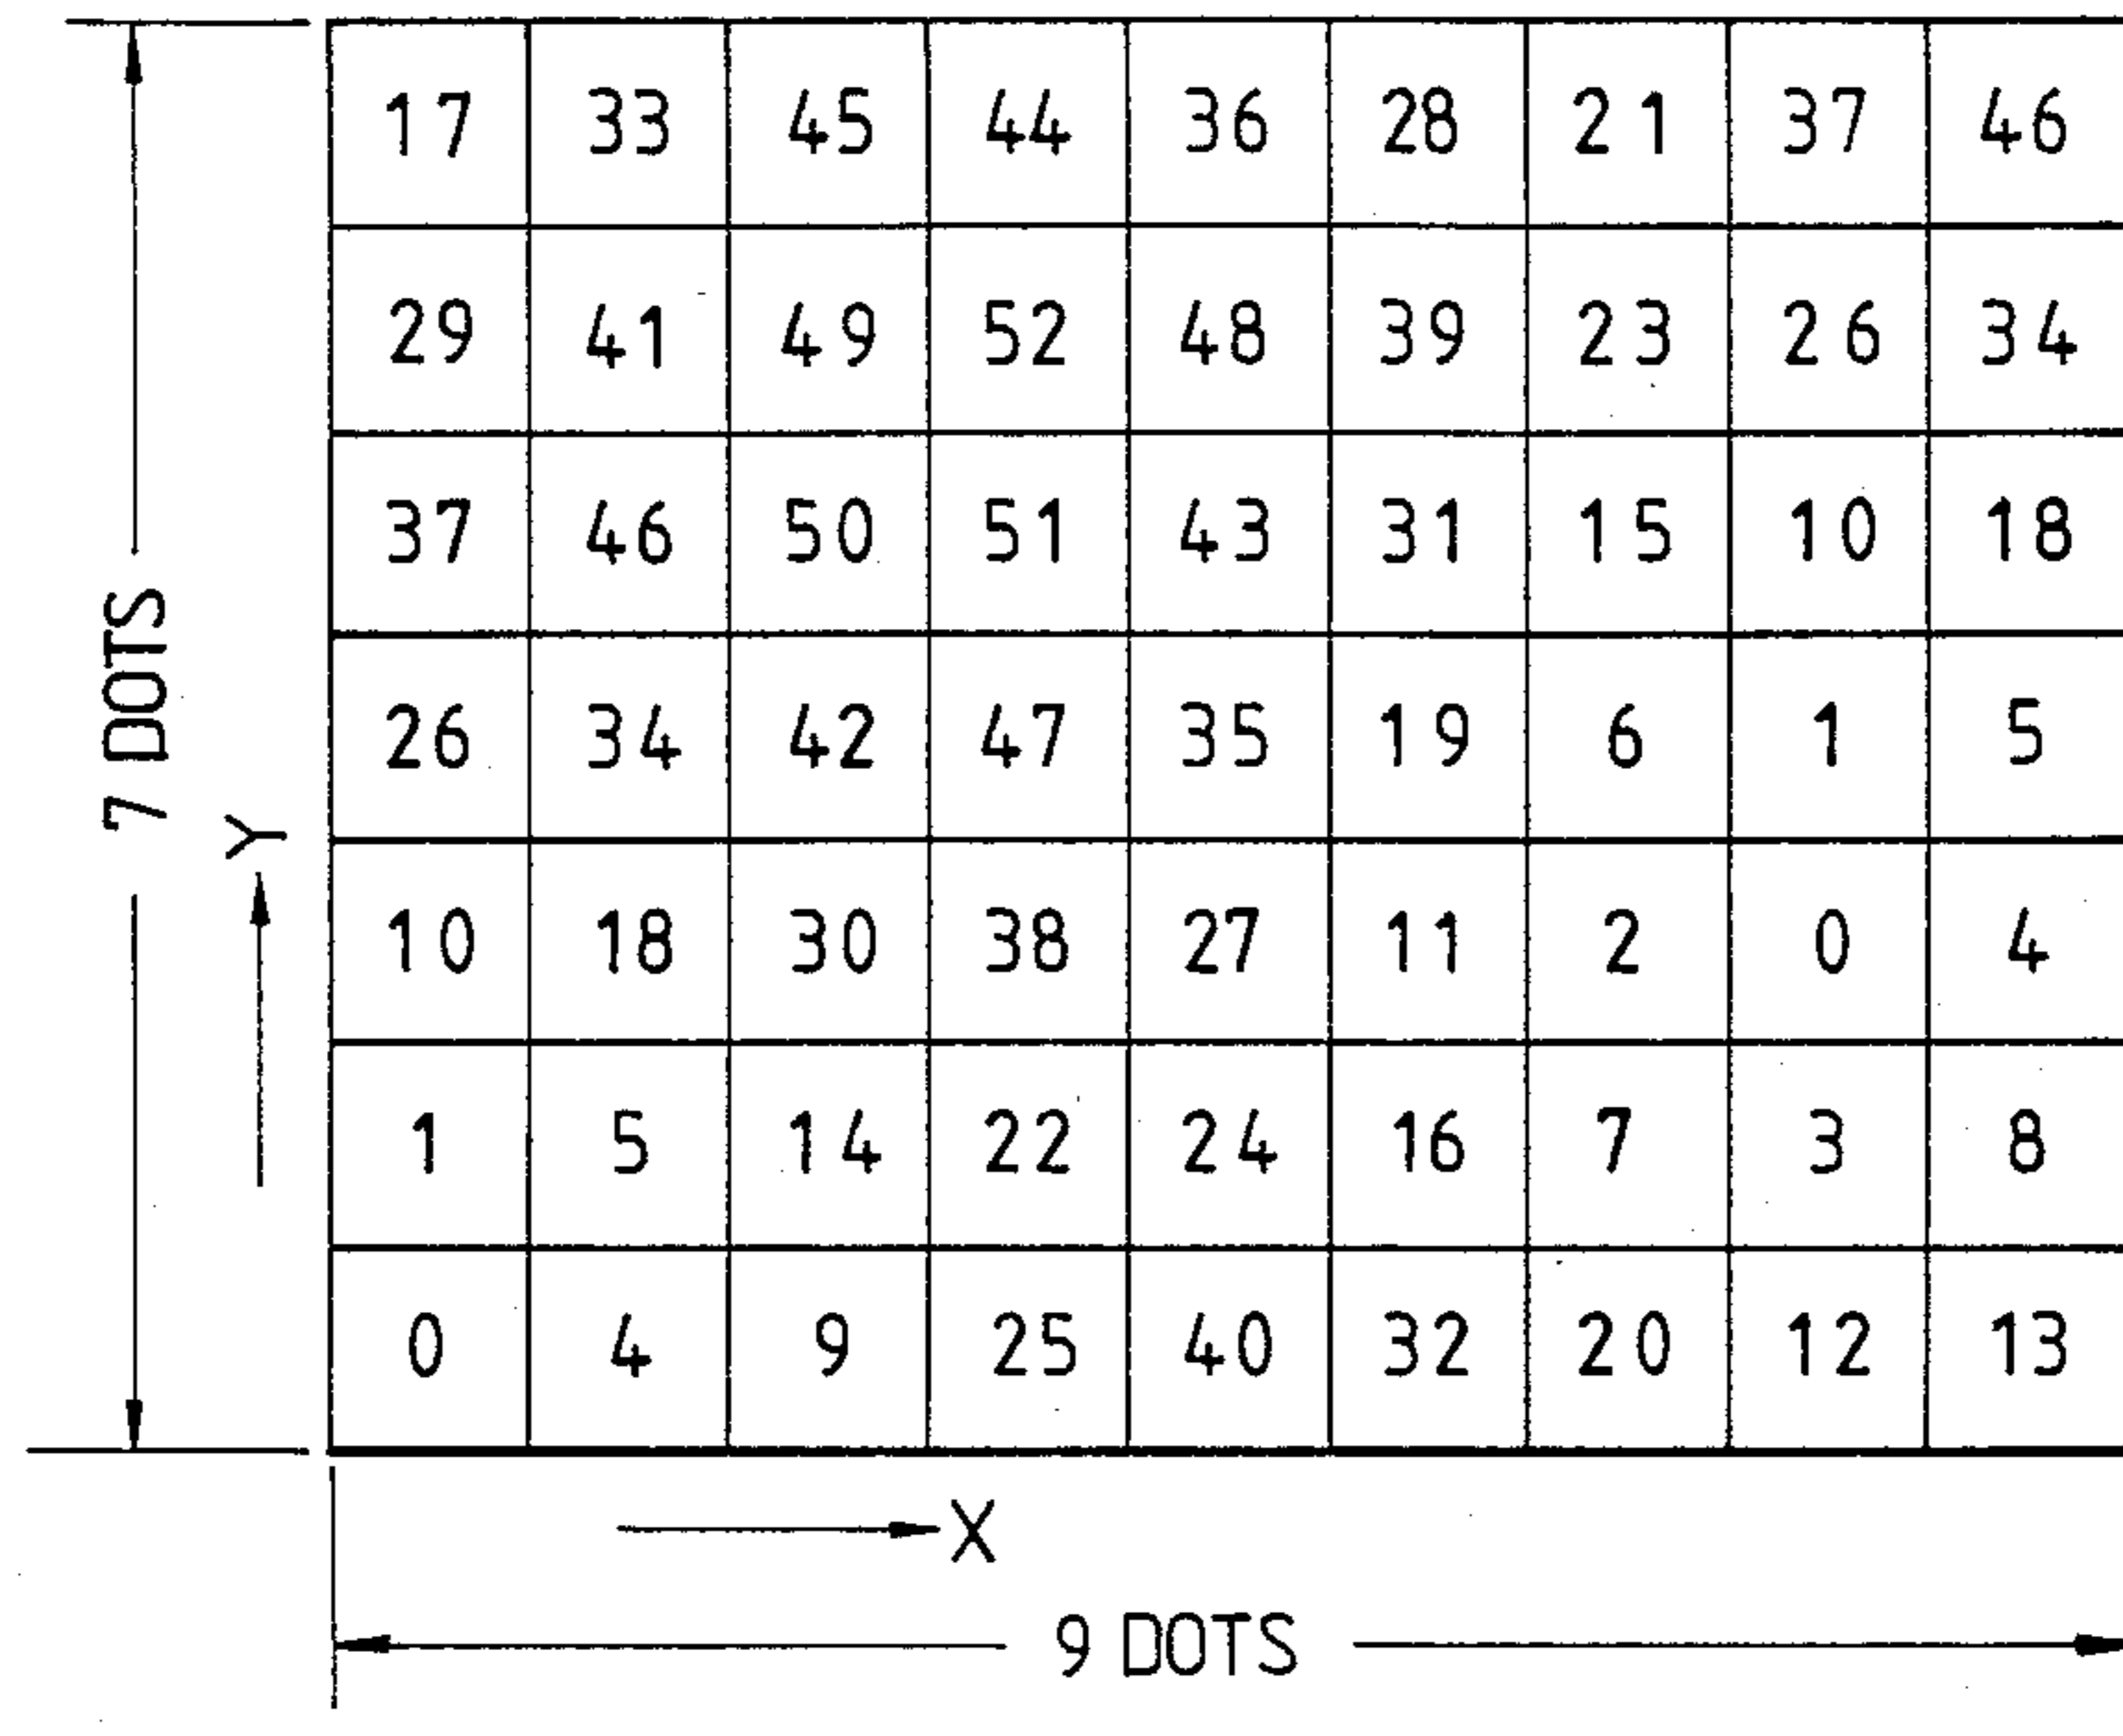 17 33 45 44 36 28 21 37 46
29 41 49 52 48 39 23 26 34
37 46 50 51 43 31 15 10 18
26 34 42 47 35 19 6 1 5
10 18 30 38 27 11 2 0 4
1 5 14 22 24 16 7 3 8
0 4 9 25 40 32 20 12 13
7 DOTS
Y
X
9 DOTS